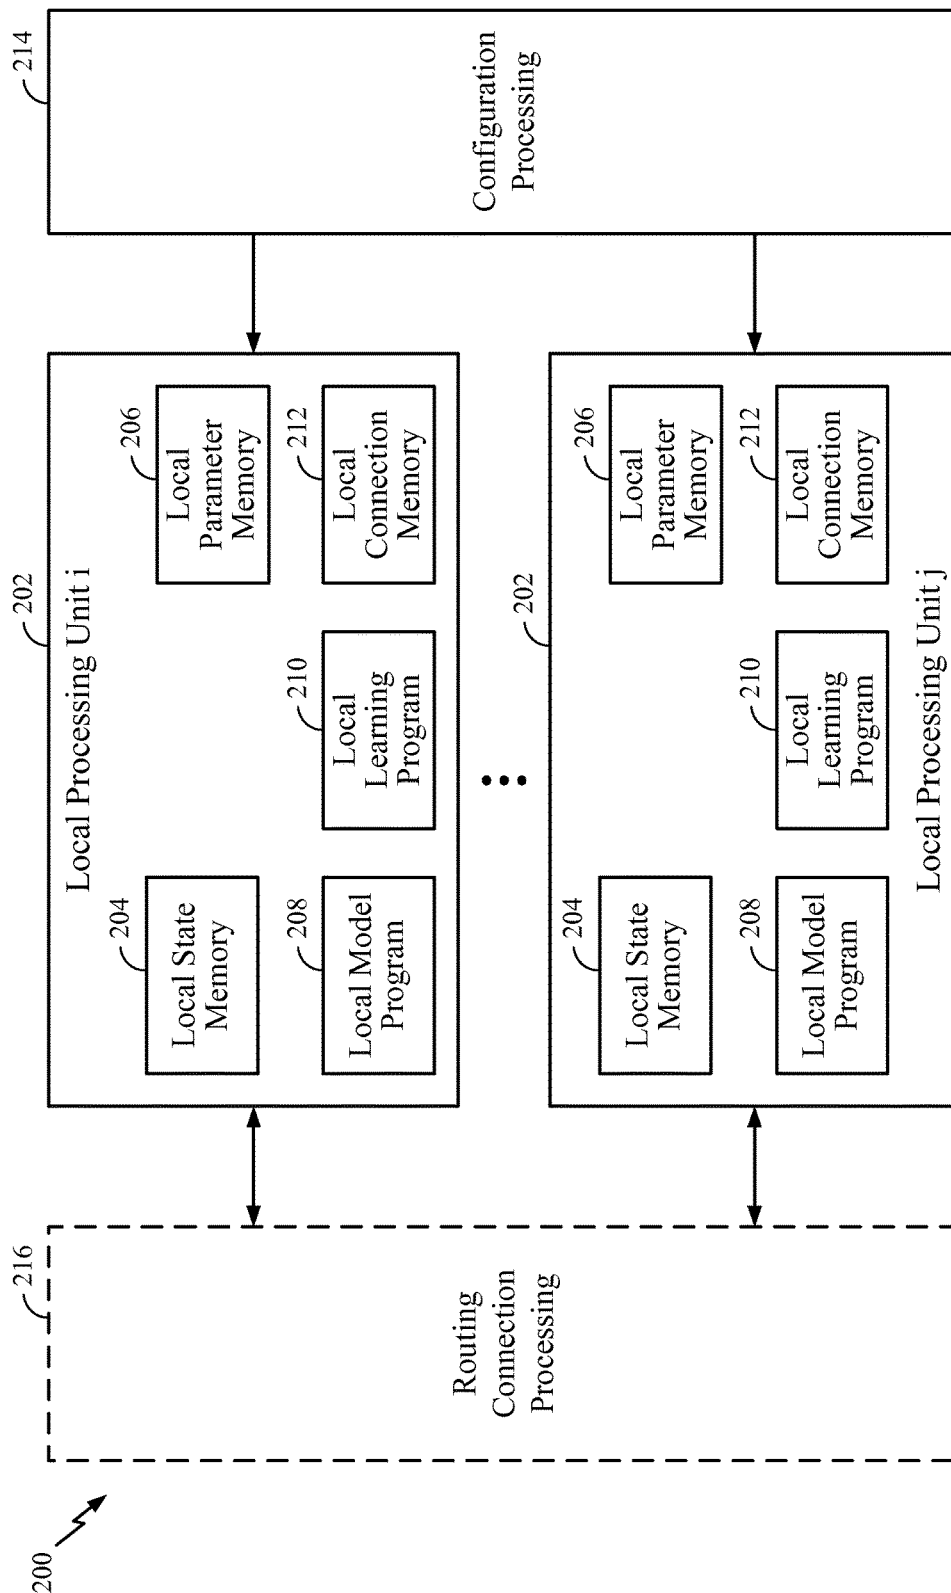 200
216
Routing
Connection
Processing
202
Local Processing Unit i
204
Local State
Memory
206
Local
Parameter
Memory
208
Local Model
Program
210
Local
Learning
Program
212
Local
Connection
Memory
202
204
Local State
Memory
206
Local
Parameter
Memory
208
Local Model
Program
210
Local
Learning
Program
212
Local
Connection
Memory
Local Processing Unit j
214
Configuration
Processing